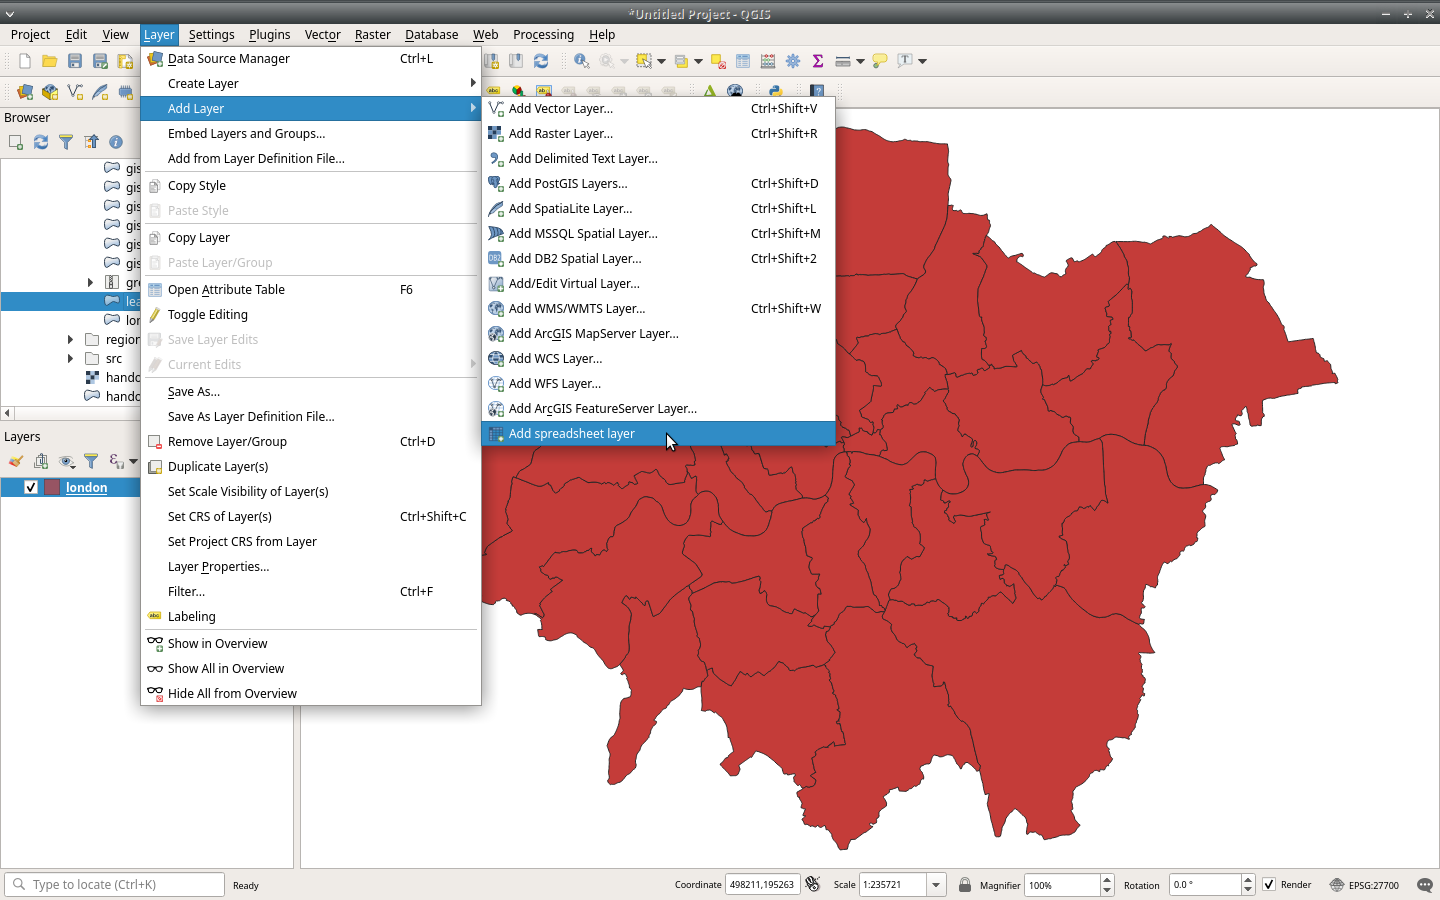 *Untitled Project - QGIS
Project Edit View Layer Settings Plugins Vector Raster Database Web Processing Help
Data Source Manager Ctrl+L
Create Layer
Add Layer
Embed Layers and Groups...
Add from Layer Definition File...
Copy Style
Paste Style
Copy Layer
Paste Layer/Group
Open Attribute Table F6
Toggle Editing
Save Layer Edits
Current Edits
Save As...
Save As Layer Definition File...
Remove Layer/Group Ctrl+D
Duplicate Layer(s)
Set Scale Visibility of Layer(s)
Set CRS of Layer(s) Ctrl+Shift+C
Set Project CRS from Layer
Layer Properties...
Filter... Ctrl+F
Labeling
Show in Overview
Show All in Overview
Hide All from Overview
Add Vector Layer... Ctrl+Shift+V
Add Raster Layer... Ctrl+Shift+R
Add Delimited Text Layer...
Add PostGIS Layers... Ctrl+Shift+D
Add SpatiaLite Layer... Ctrl+Shift+L
Add MSSQL Spatial Layer... Ctrl+Shift+M
Add DB2 Spatial Layer... Ctrl+Shift+2
Add/Edit Virtual Layer...
Add WMS/WMTS Layer... Ctrl+Shift+W
Add ArcGIS MapServer Layer...
Add WCS Layer...
Add WFS Layer...
Add ArcGIS FeatureServer Layer...
Add spreadsheet layer
Browser
gis
gis
gis
gis
gis
gis
gre
lea
lon
region
src
hando
hando
Layers
london
Type to locate (Ctrl+K)
Ready
Coordinate 498211,195263
Scale 1:235721
Magnifier 100%
Rotation 0.0 °
Render
EPSG:27700